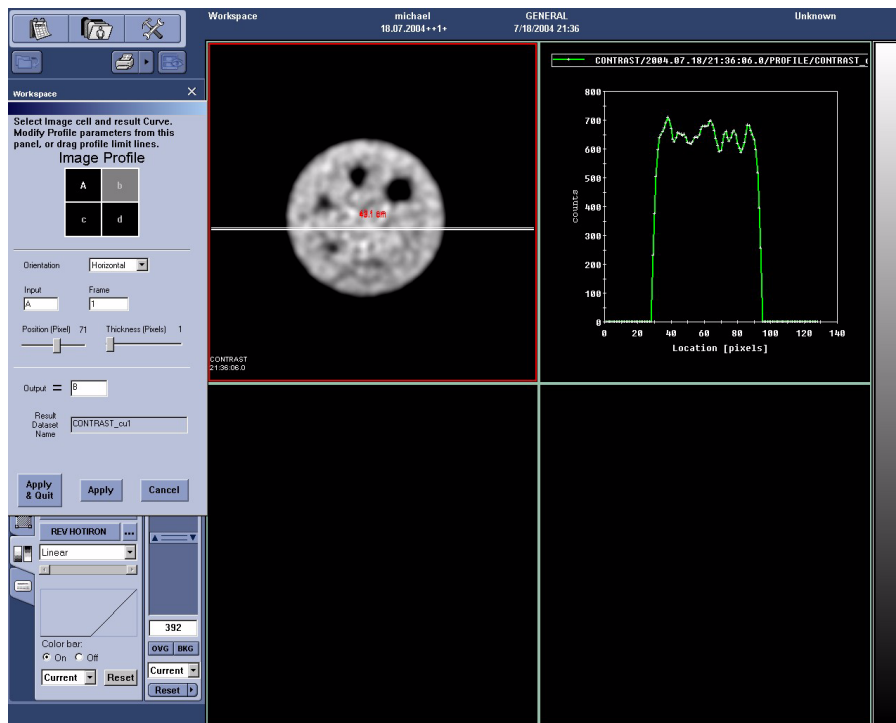 Workspace
michael
GENERAL
Unknown
18.07.2004++1+
7/18/2004 21:36
Workspace
Select Image cell and result Curve.
Modify Profile parameters from this
panel, or drag profile limit lines.
Image Profile
A b
c d
Orientation Horizontal
Input Frame
A 1
Position (Pixel) 71 Thickness (Pixels) 1
Output = B
Result
Dataset
Name
CONTRAST_cu1
Apply
& Quit
Apply
Cancel
REV HOTIRON ...
Linear
Color bar:
On Off
Current Reset
392
OVG BKG
Current
Reset
CONTRAST
21:36:06.0
CONTRAST/2004.07.18/21:36:06.0/PROFILE/CONTRAST_c
800
700
600
500
400
300
200
100
0
counts
0 20 40 60 80 100 120 140
Location [pixels]